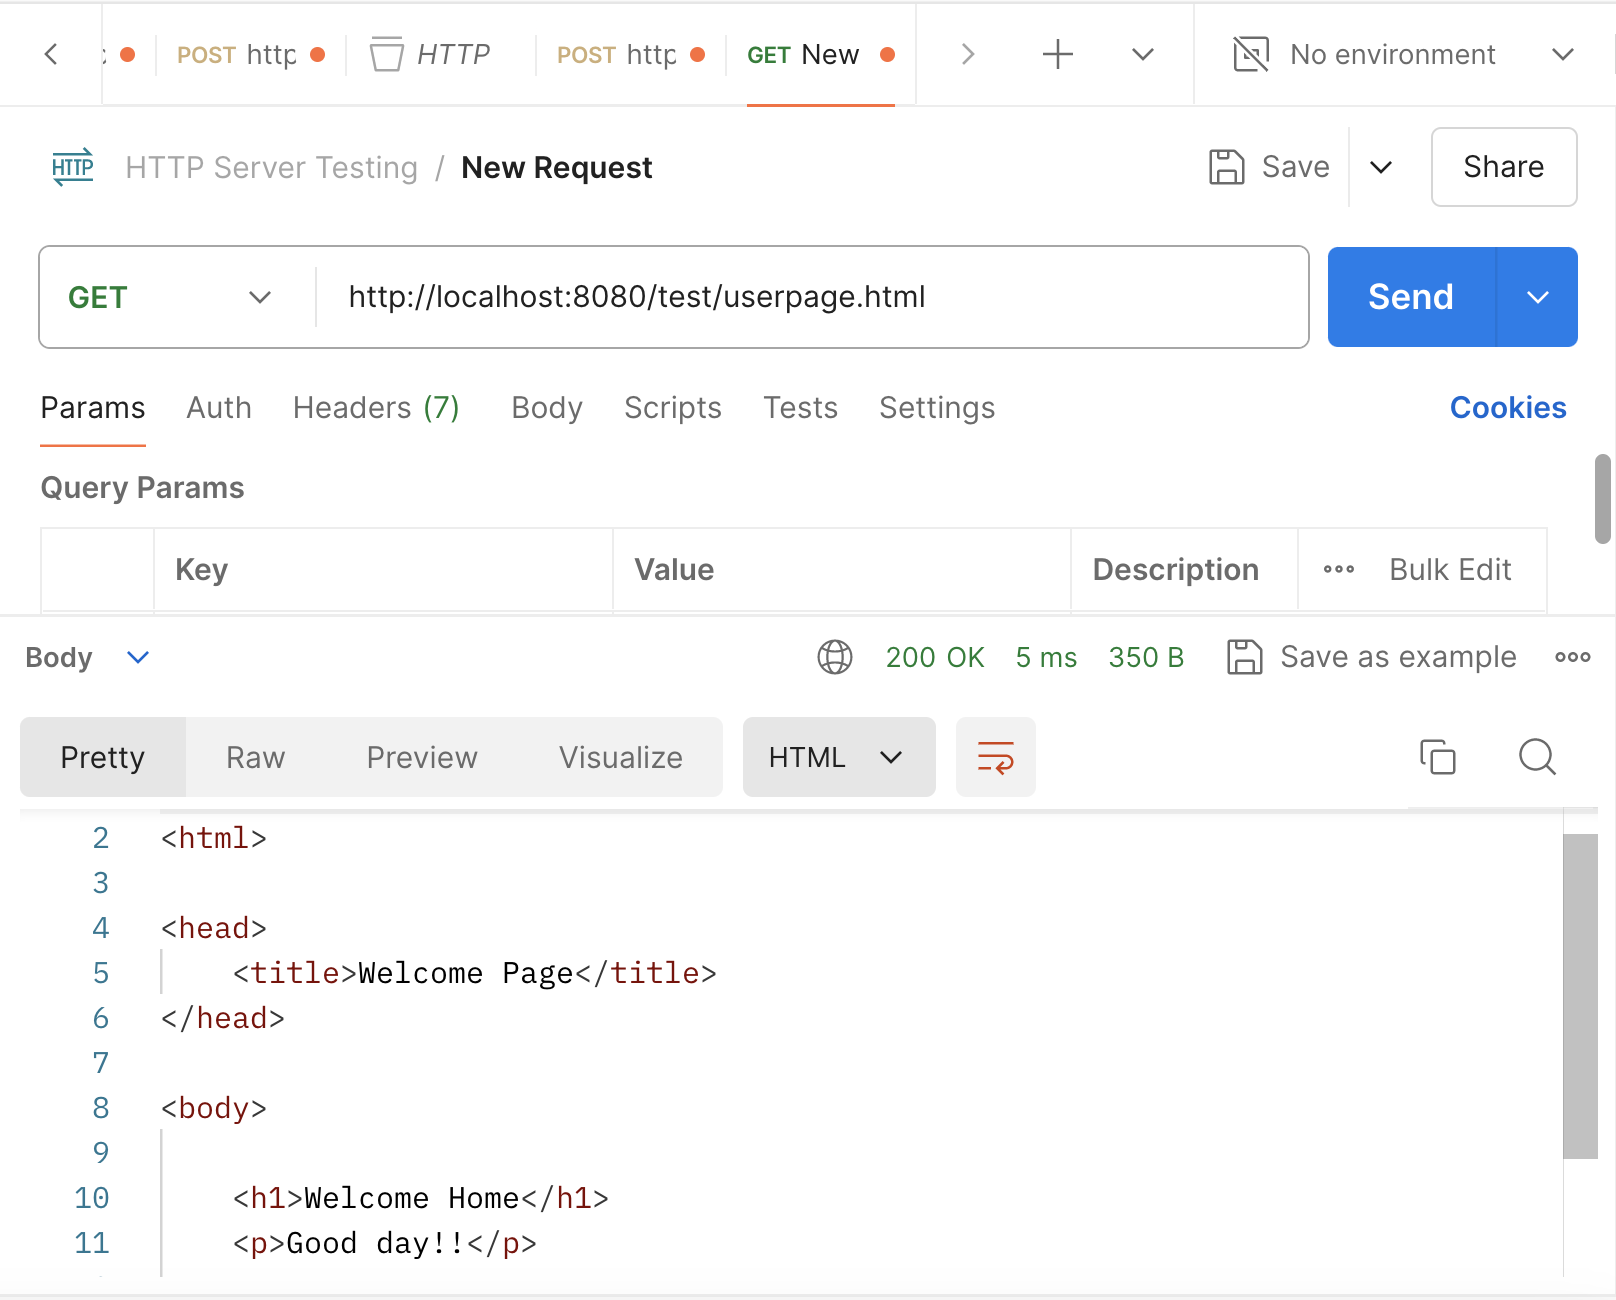 POST http HTTP POST http GET New No environment
HTTP HTTP Server Testing / New Request Save Share
GET http://localhost:8080/test/userpage.html Send
Params Auth Headers (7) Body Scripts Tests Settings Cookies
Query Params
Key Value Description Bulk Edit
Body 200 OK 5 ms 350 B Save as example
Pretty Raw Preview Visualize HTML
2 <html>
3
4 <head>
5 <title>Welcome Page</title>
6 </head>
7
8 <body>
9
10 <h1>Welcome Home</h1>
11 <p>Good day!!</p>